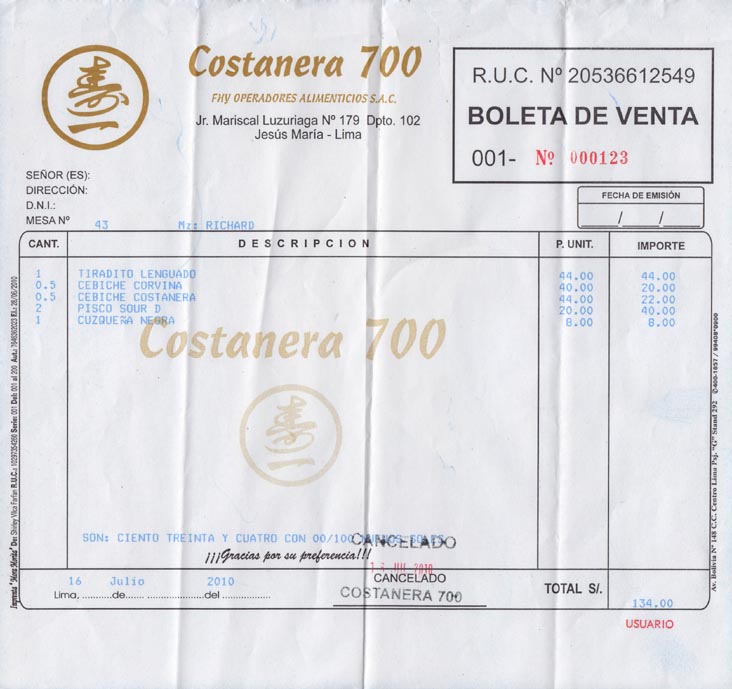 Costanera 700
FHY OPERADORES ALIMENTICIOS S.A.C.
Jr. Mariscal Luzuriaga Nº 179 Dpto. 102
Jesús María - Lima
R.U.C. Nº 20536612549
BOLETA DE VENTA
001- Nº 000123
SEÑOR (ES):
DIRECCIÓN:
D.N.I.:
MESA Nº 43 Mz: RICHARD
FECHA DE EMISIÓN
/ /
CANT. DESCRIPCION P. UNIT. IMPORTE
1 TIRADITO LENGUADO 44.00 44.00
0.5 CEBICHE CORVINA 40.00 20.00
0.5 CEBICHE COSTANERA 44.00 22.00
2 PISCO SOUR D 20.00 40.00
1 CUZQUEÑA NEGRA 8.00 8.00
Costanera 700
SON: CIENTO TREINTA Y CUATRO CON 00/100 NUEVOS SOLES
CANCELADO
¡¡¡Gracias por su preferencia!!!
JUL 2010
16 Julio 2010
Lima, ............de...................del ................
CANCELADO
COSTANERA 700
TOTAL S/. 134.00
USUARIO